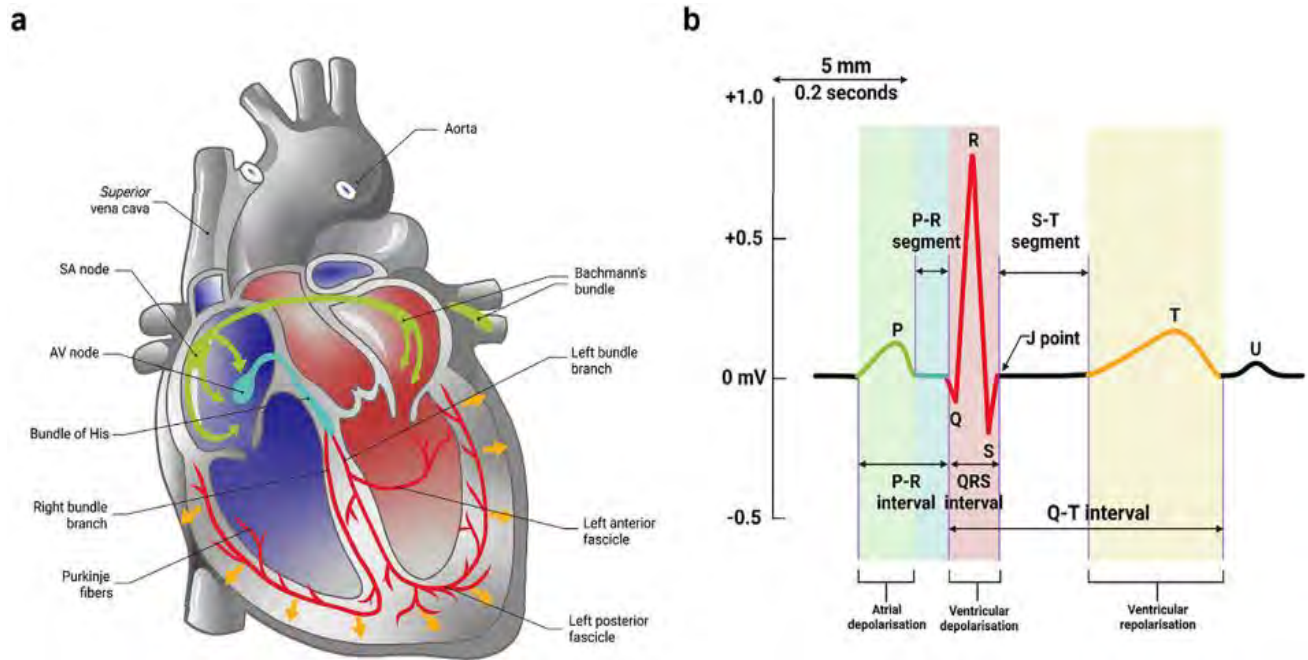 a
Aorta
Superior
vena cava
SA node
AV node
Bundle of His
Right bundle
branch
Purkinje
fibers
Bachmann's
bundle
Left bundle
branch
Left anterior
fascicle
Left posterior
fascicle
b
5 mm
0.2 seconds
+1.0
+0.5
0 mV
-0.5
R
P-R
segment
S-T
segment
P
T
J point
U
Q
S
P-R
interval
QRS
interval
Q-T interval
Atrial
depolarisation
Ventricular
depolarisation
Ventricular
repolarisation